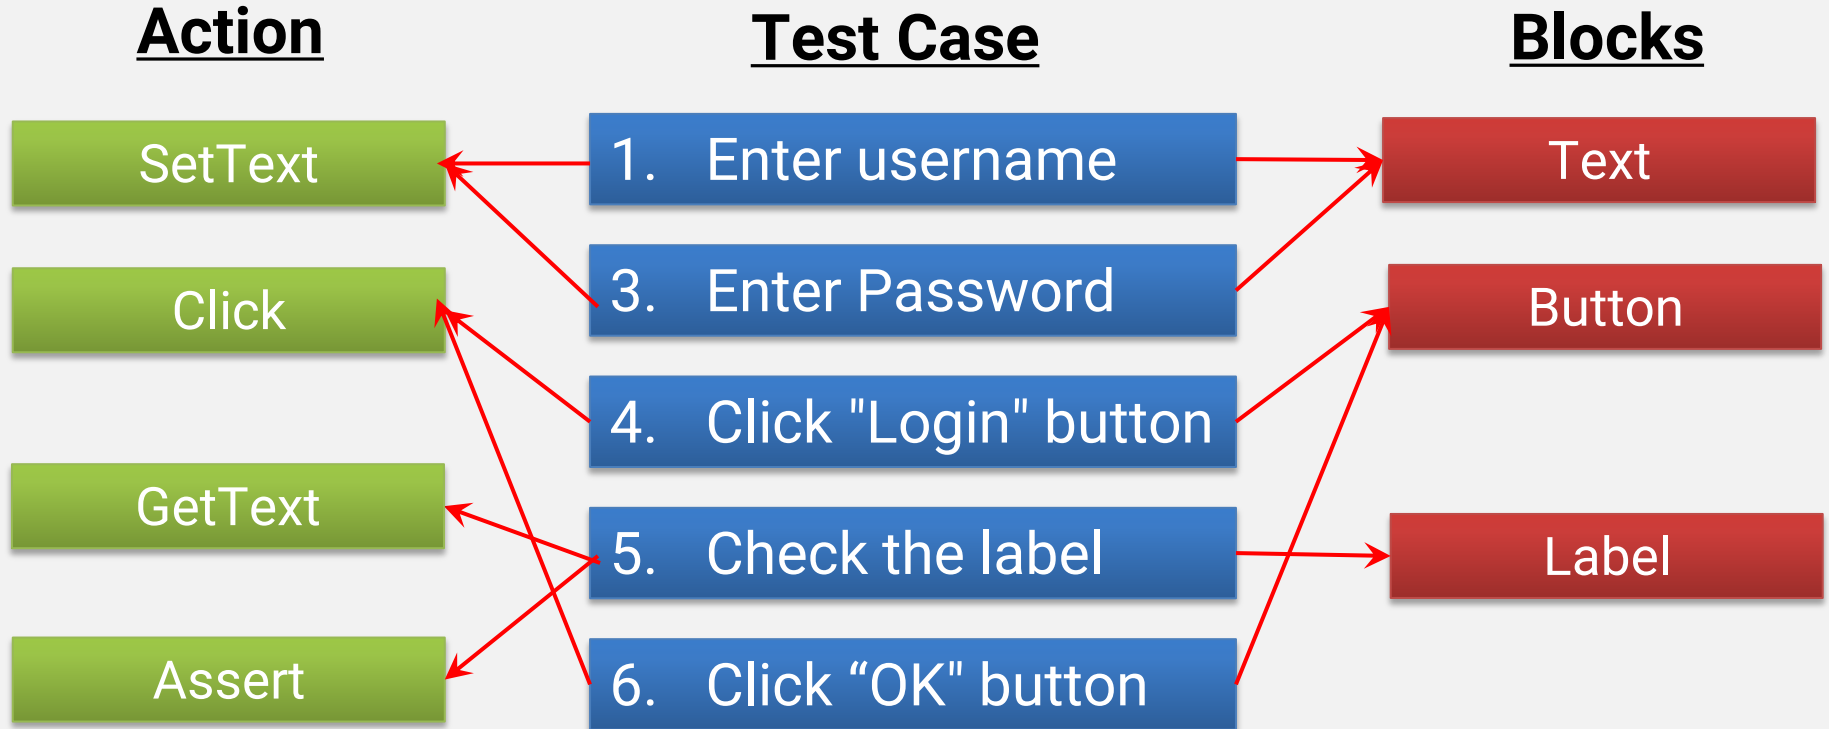 Action
Test Case
Blocks
SetText
Click
GetText
Assert
1. Enter username
3. Enter Password
4. Click "Login" button
5. Check the label
6. Click “OK" button
Text
Button
Label